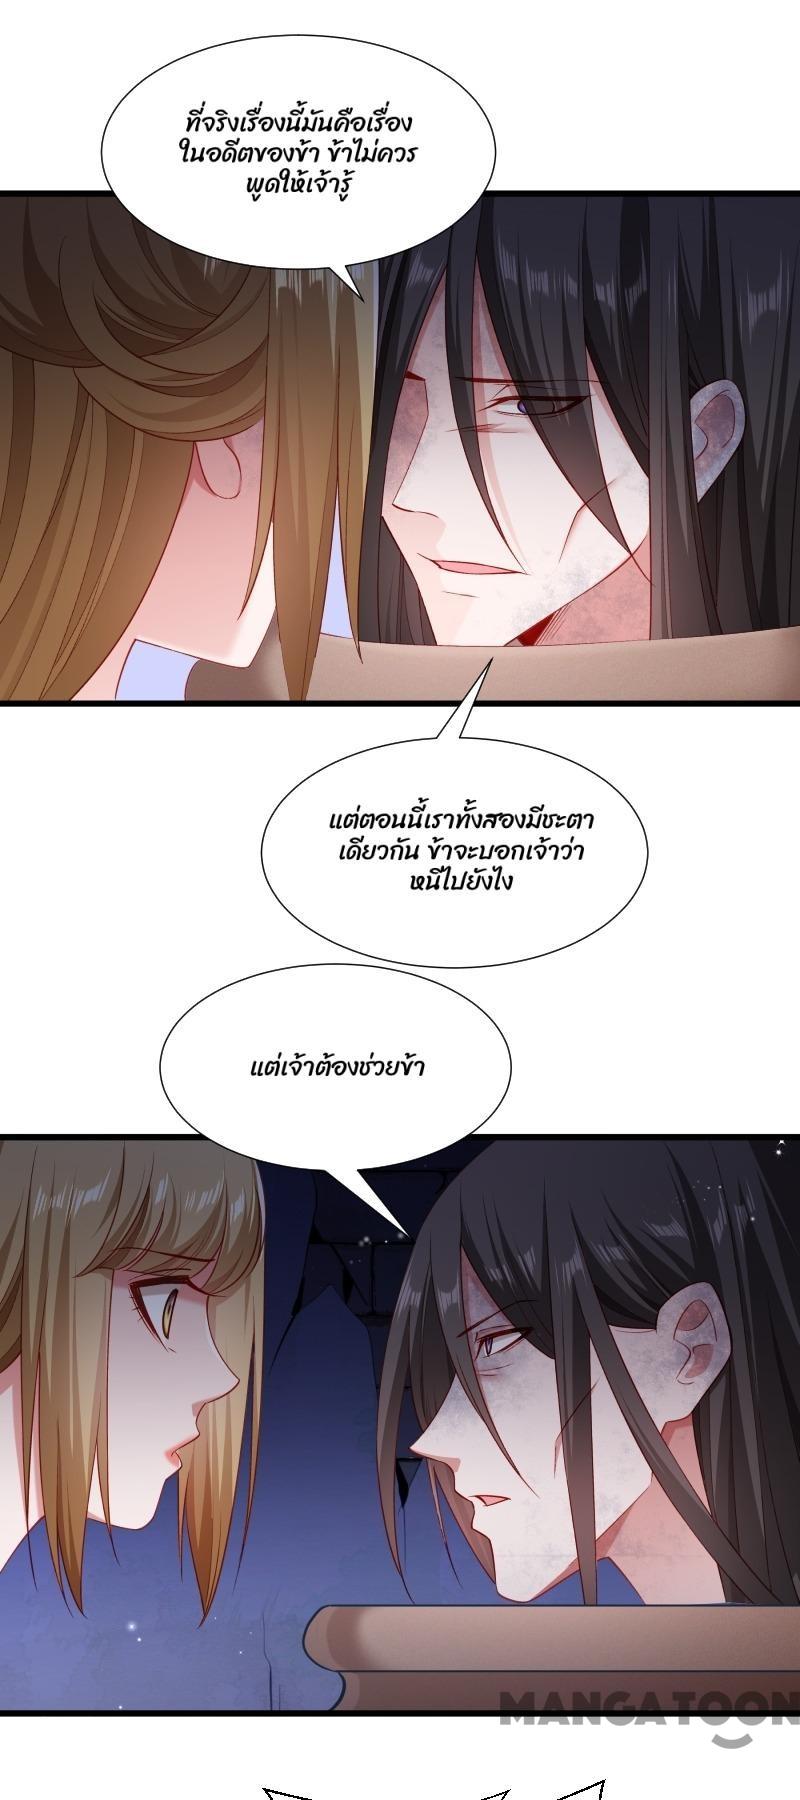 ที่จริงเรื่องนี้มันคือเรื่อง
ในอดีตของข้า ข้าไม่ควร
พูดให้เจ้ารู้
แต่ตอนนี้เราทั้งสองมีชะตา
เดียวกัน ข้าจะบอกเจ้าว่า
หนีไปยังไง
แต่เจ้าต้องช่วยข้า
MANGATOON